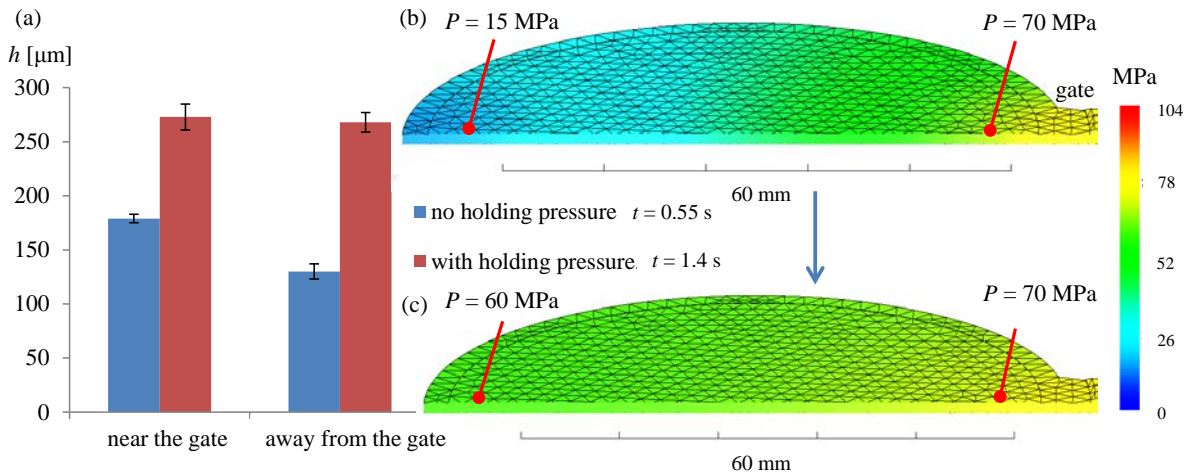 (a)
h [μm]
300
250
200
150
100
50
0
near the gate
away from the gate
no holding pressure t = 0.55 s
with holding pressure, t = 1.4 s
(b)
P = 15 MPa
P = 70 MPa
gate
60 mm
(c)
P = 60 MPa
P = 70 MPa
60 mm
MPa
104
78
52
26
0